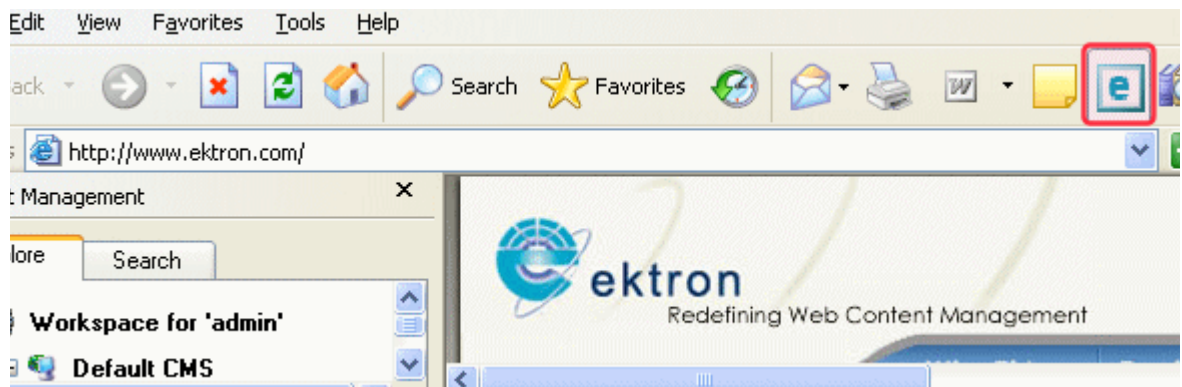 Edit View Favorites Tools Help
ack Search Favorites
http://www.ektron.com/
t Management X
lore Search
ektron
Redefining Web Content Management
Workspace for 'admin'
Default CMS